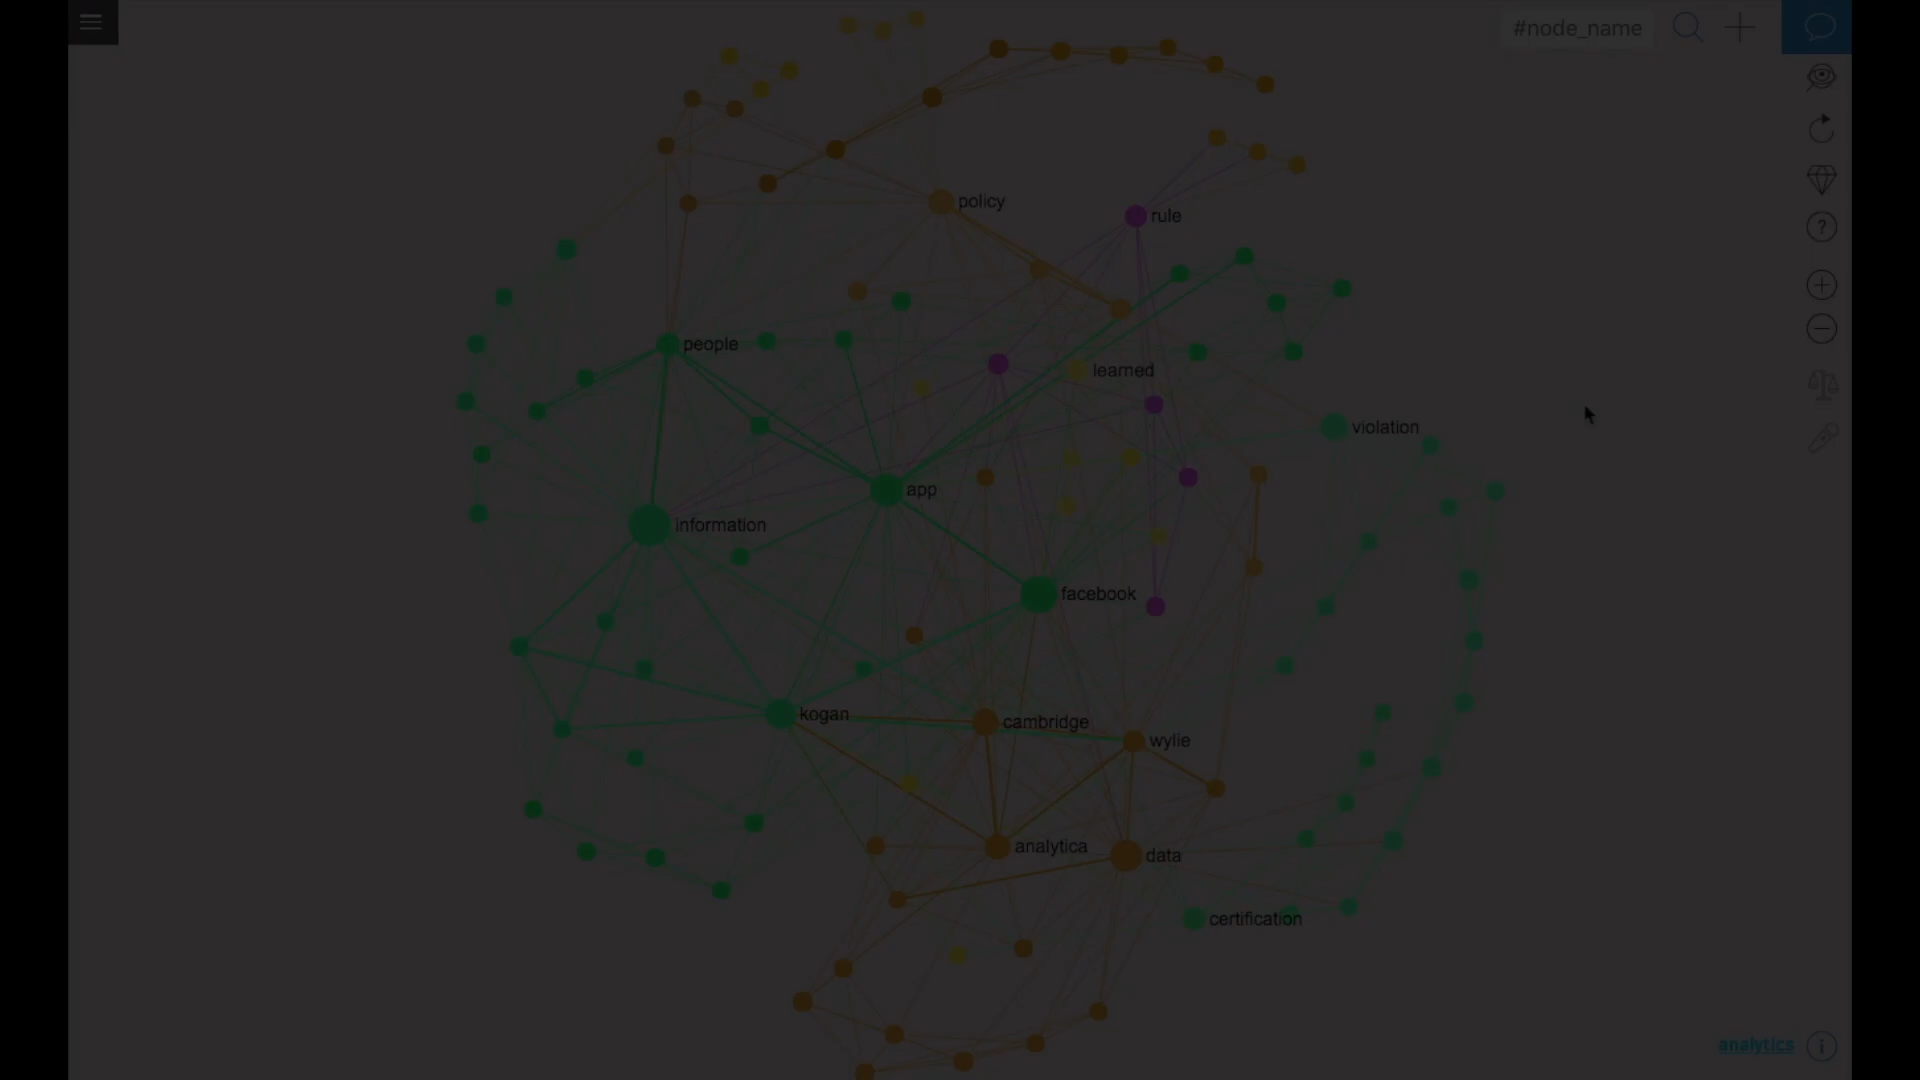 #node_name
policy
rule
?
people
learned
violation
app
information
facebook
kogan
cambridge
wylie
analytica
data
certification
analytics
i